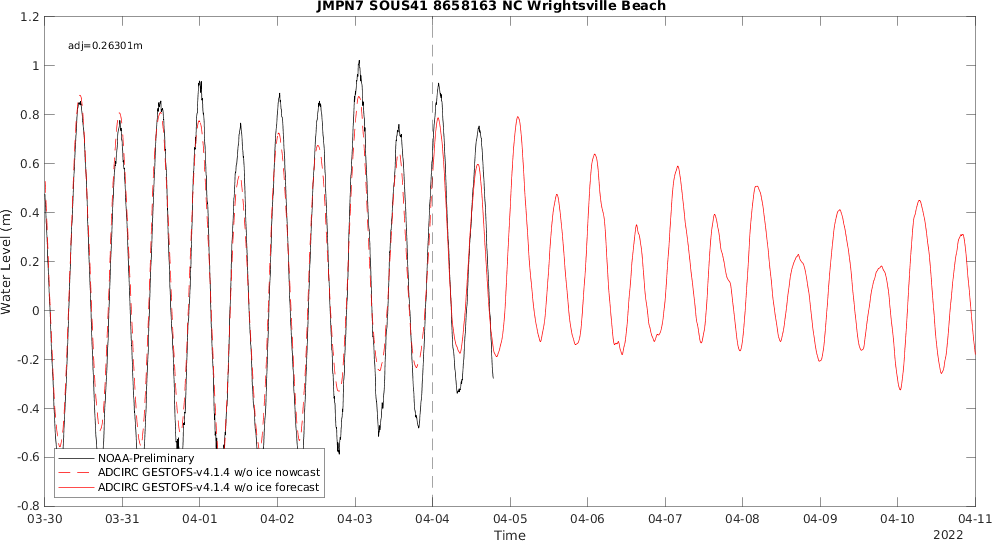 JMPN7 SOUS41 8658163 NC Wrightsville Beach
adj=0.26301m
Water Level (m)
1.2
1
0.8
0.6
0.4
0.2
0
-0.2
-0.4
-0.6
-0.8
NOAA-Preliminary
ADCIRC GESTOFS-v4.1.4 w/o ice nowcast
ADCIRC GESTOFS-v4.1.4 w/o ice forecast
03-30 03-31 04-01 04-02 04-03 04-04 04-05 04-06 04-07 04-08 04-09 04-10 04-11
Time
2022